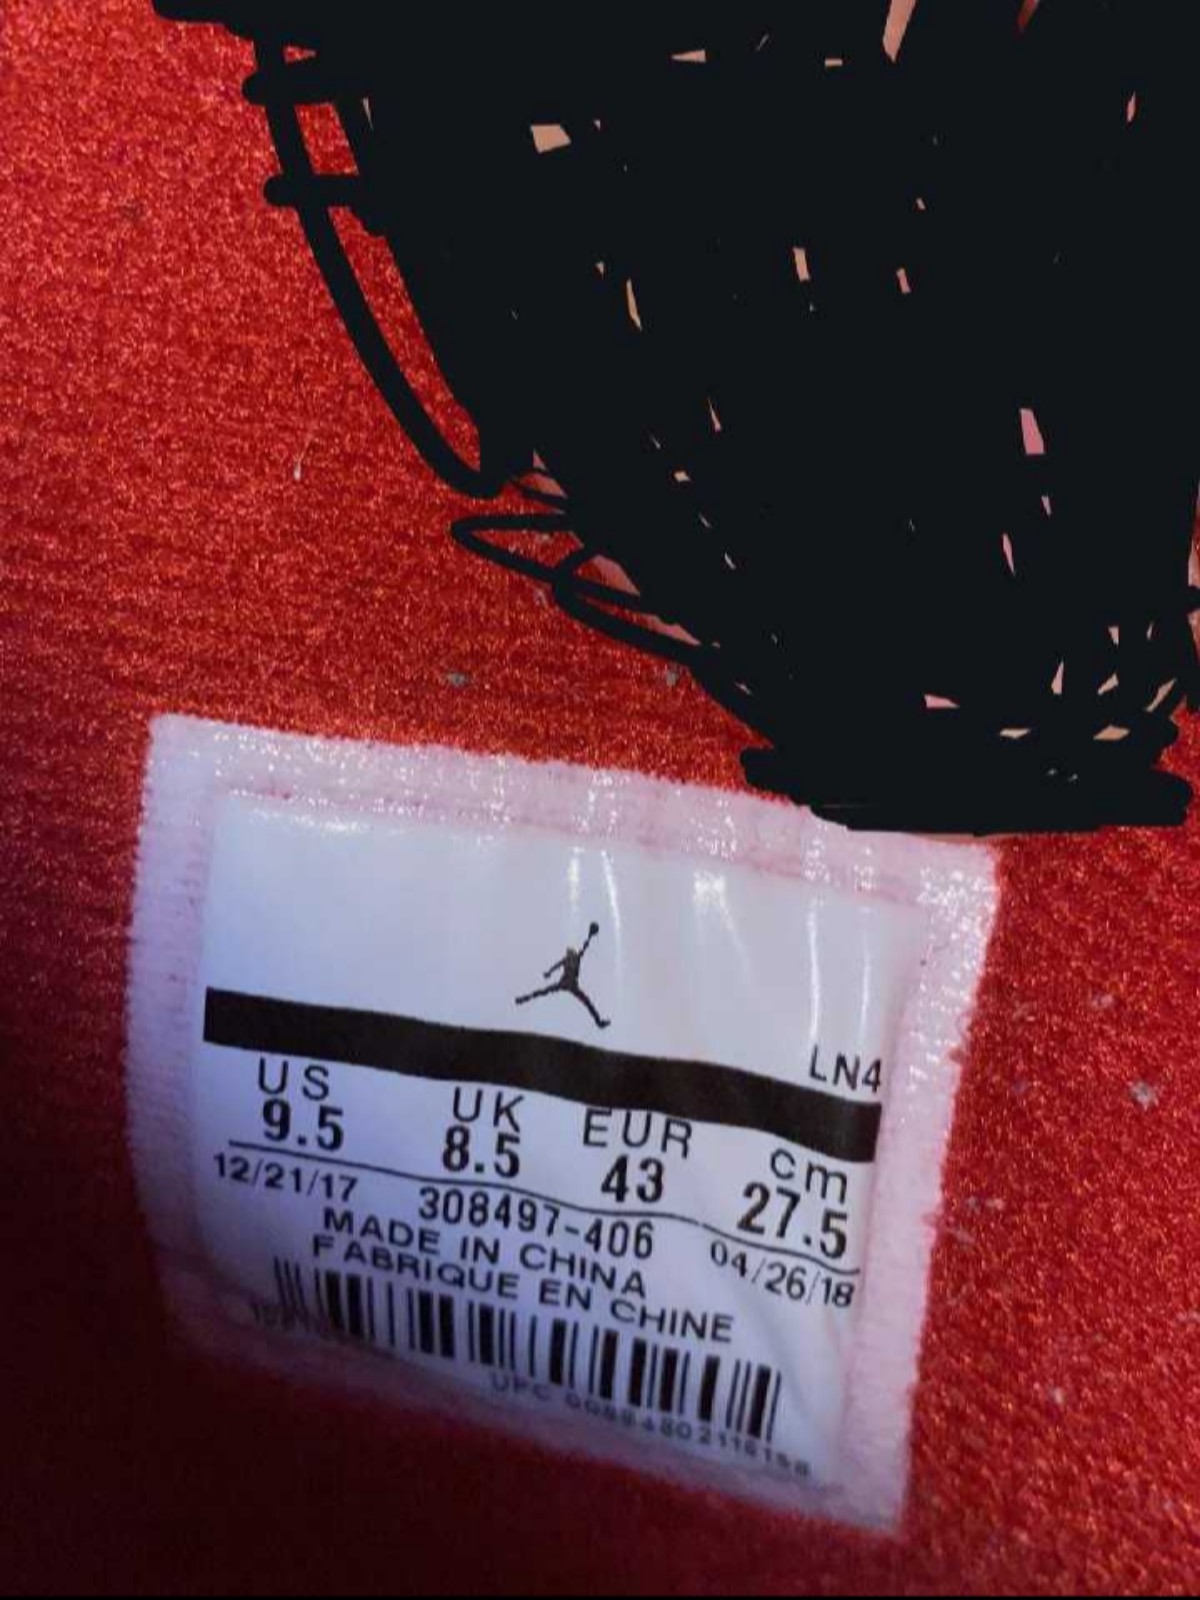 LN4
US UK EUR cm
9.5 8.5 43 27.5
12/21/17 308497-406 04/26/18
MADE IN CHINA
FABRIQUE EN CHINE
UPC